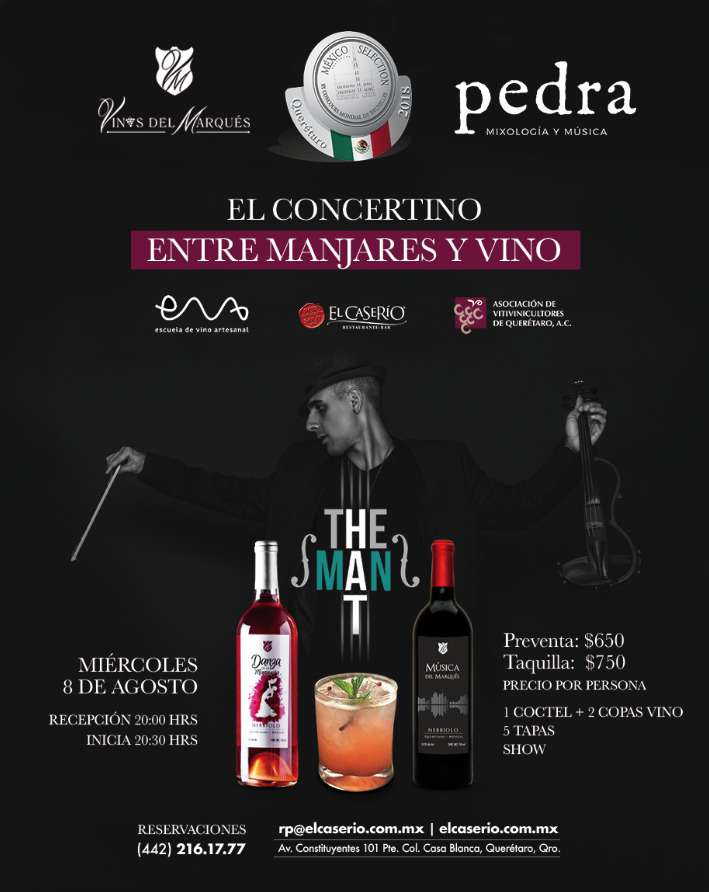 VINOS DEL MARQUÉS
MÉXICO SELECTION
Querétaro
2018
pedra
MIXOLOGÍA Y MÚSICA
EL CONCERTINO
ENTRE MANJARES Y VINO
escuela de vino artesanal
EL CASERÍO
RESTAURANTE-BAR
ASOCIACIÓN DE
VITIVINICULTORES
DE QUERÉTARO, A.C.
THE
MAN
HAT
MIÉRCOLES
8 DE AGOSTO
RECEPCIÓN 20:00 HRS
INICIA 20:30 HRS
Danza
NEBBIOLO
MÚSICA
DEL MARQUÉS
NEBBIOLO
Preventa: $650
Taquilla: $750
PRECIO POR PERSONA
1 COCTEL + 2 COPAS VINO
5 TAPAS
SHOW
RESERVACIONES
(442) 216.17.77
rp@elcaserio.com.mx | elcaserio.com.mx
Av. Constituyentes 101 Pte. Col. Casa Blanca, Querétaro, Qro.